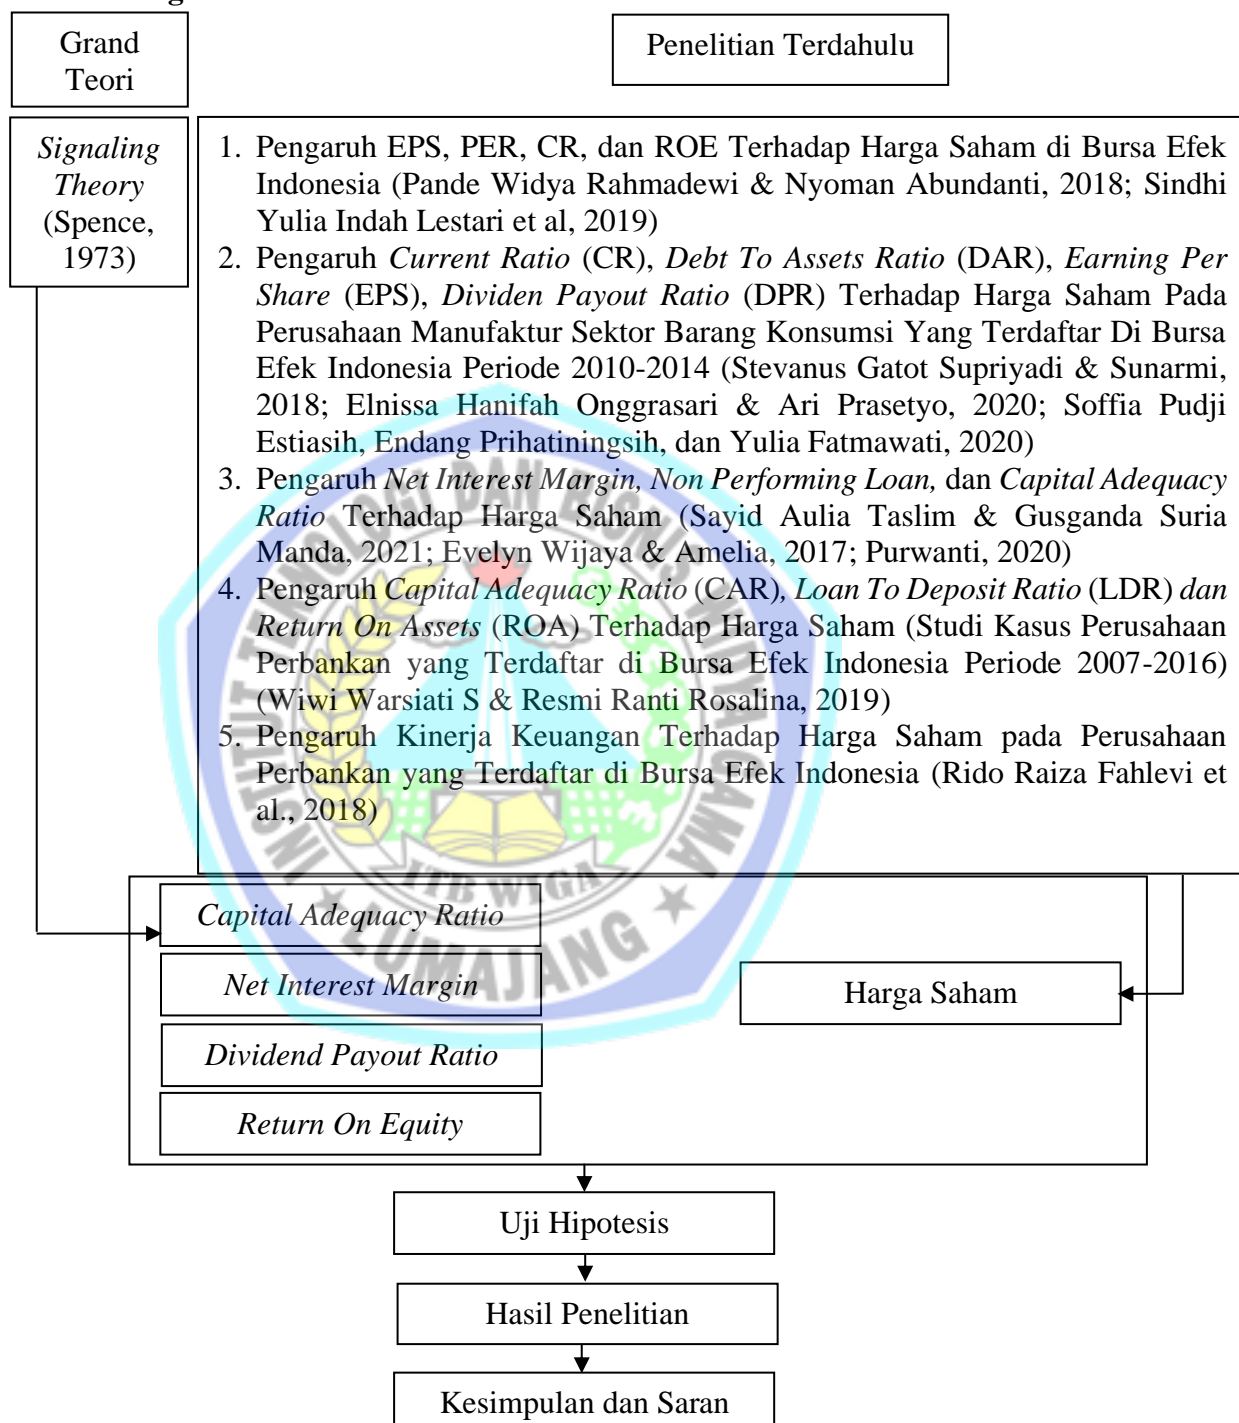 Grand
Teori
Penelitian Terdahulu
Signaling
Theory
(Spence,
1973)
1. Pengaruh EPS, PER, CR, dan ROE Terhadap Harga Saham di Bursa Efek
Indonesia (Pande Widya Rahmadewi & Nyoman Abundanti, 2018; Sindhi
Yulia Indah Lestari et al, 2019)
2. Pengaruh Current Ratio (CR), Debt To Assets Ratio (DAR), Earning Per
Share (EPS), Dividen Payout Ratio (DPR) Terhadap Harga Saham Pada
Perusahaan Manufaktur Sektor Barang Konsumsi Yang Terdaftar Di Bursa
Efek Indonesia Periode 2010-2014 (Stevanus Gatot Supriyadi & Sunarmi,
2018; Elnissa Hanifah Onggrasari & Ari Prasetyo, 2020; Soffia Pudji
Estiasih, Endang Prihatiningsih, dan Yulia Fatmawati, 2020)
3. Pengaruh Net Interest Margin, Non Performing Loan, dan Capital Adequacy
Ratio Terhadap Harga Saham (Sayid Aulia Taslim & Gusganda Suria
Manda, 2021; Evelyn Wijaya & Amelia, 2017; Purwanti, 2020)
4. Pengaruh Capital Adequacy Ratio (CAR), Loan To Deposit Ratio (LDR) dan
Return On Assets (ROA) Terhadap Harga Saham (Studi Kasus Perusahaan
Perbankan yang Terdaftar di Bursa Efek Indonesia Periode 2007-2016)
(Wiwi Warsiati S & Resmi Ranti Rosalina, 2019)
5. Pengaruh Kinerja Keuangan Terhadap Harga Saham pada Perusahaan
Perbankan yang Terdaftar di Bursa Efek Indonesia (Rido Raiza Fahlevi et
al., 2018)
INSTITUT TEKNOLOGI DAN BISNIS WIDYA GAMA
ITB WIGA
LUMAJANG
Capital Adequacy Ratio
Net Interest Margin
Harga Saham
Dividend Payout Ratio
Return On Equity
Uji Hipotesis
Hasil Penelitian
Kesimpulan dan Saran